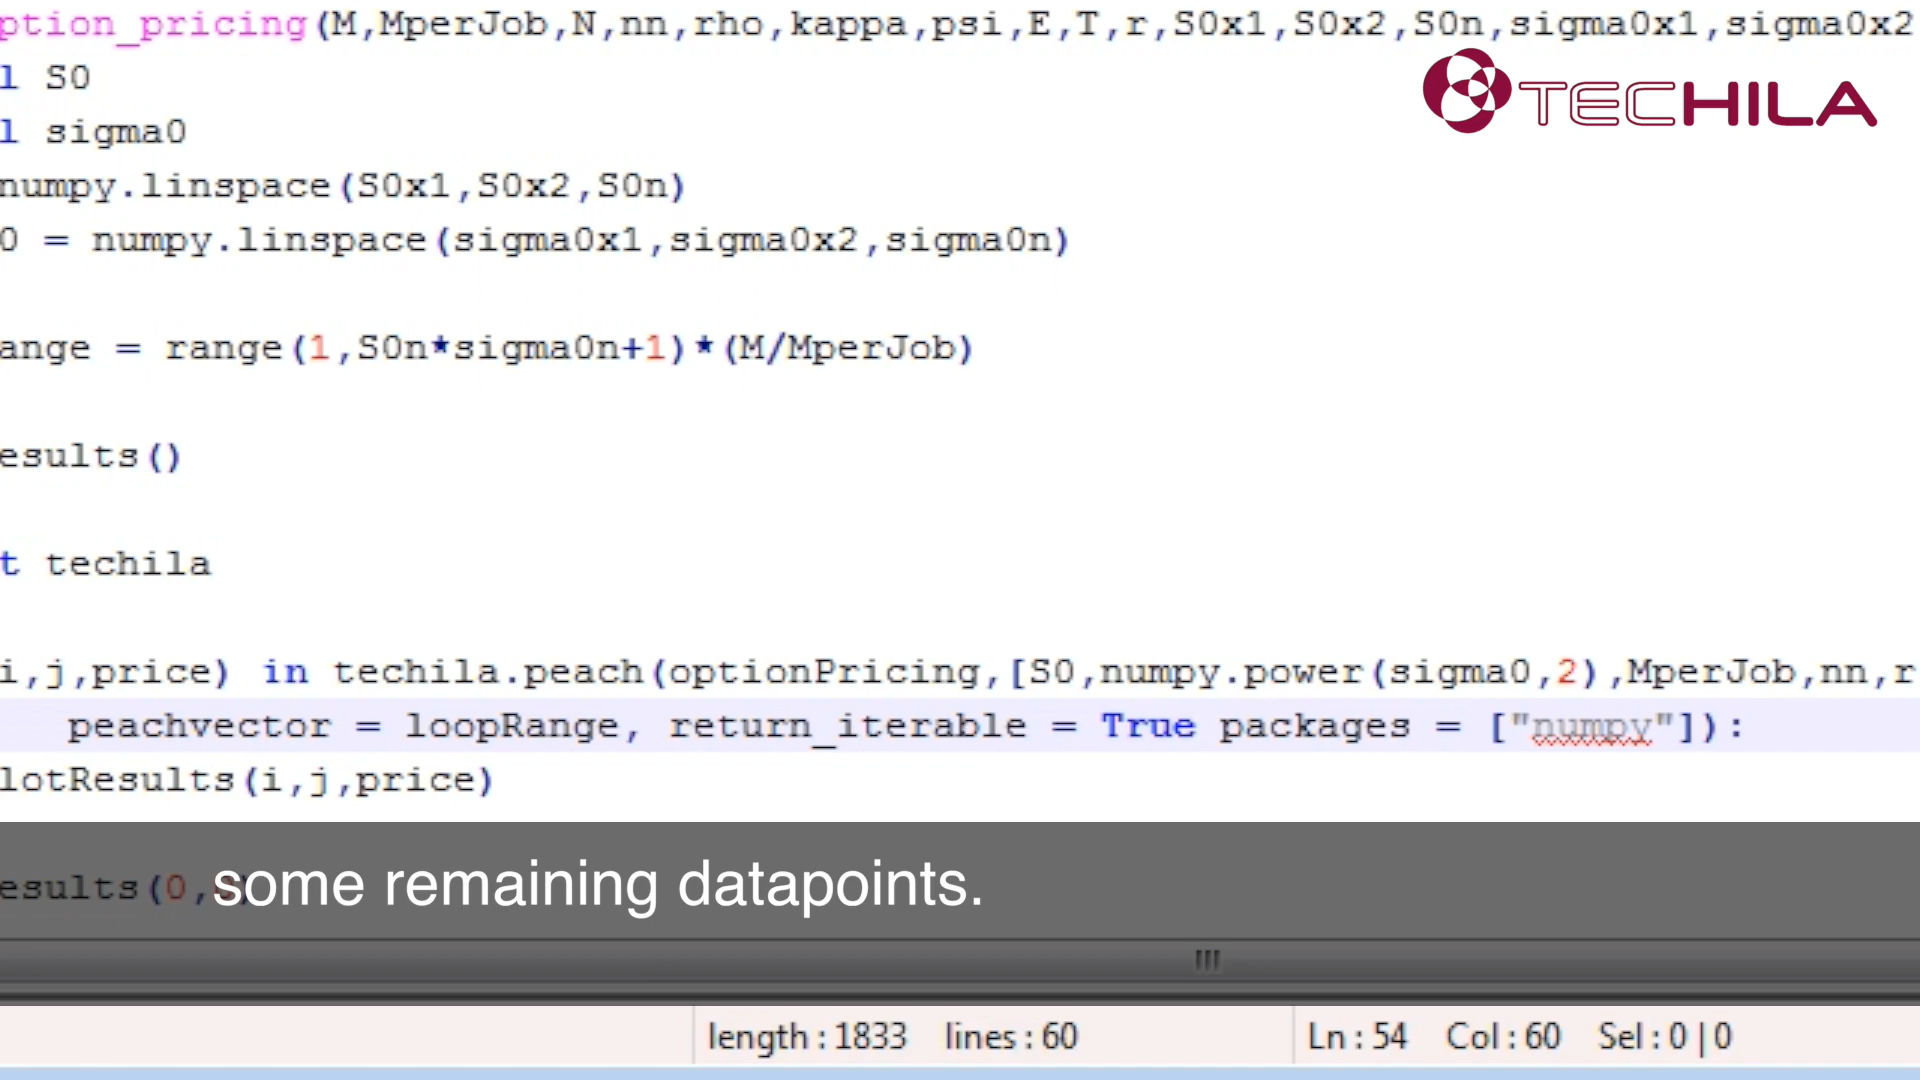 ption_pricing(M,MperJob,N,nn,rho,kappa,psi,E,T,r,S0x1,S0x2,S0n,sigma0x1,sigma0x2
TECHILA
l S0
l sigma0
numpy.linspace(S0x1,S0x2,S0n)
0 = numpy.linspace(sigma0x1,sigma0x2,sigma0n)
ange = range(1,S0n*sigma0n+1)*(M/MperJob)
esults()
t techila
i,j,price) in techila.peach(optionPricing,[S0,numpy.power(sigma0,2),MperJob,nn,r
peachvector = loopRange, return_iterable = True packages = ["numpy"]):
lotResults(i,j,price)
esults(0,0)
some remaining datapoints.
length : 1833 lines : 60 Ln : 54 Col : 60 Sel : 0 | 0